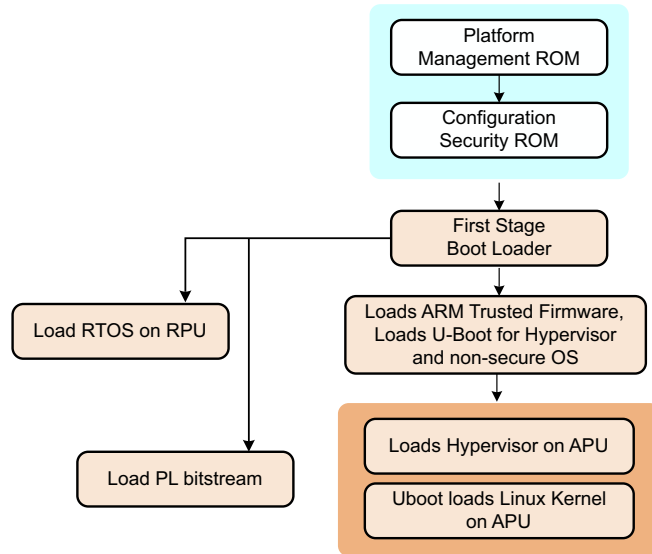 Platform
Management ROM
Configuration
Security ROM
First Stage
Boot Loader
Load RTOS on RPU
Loads ARM Trusted Firmware,
Loads U-Boot for Hypervisor
and non-secure OS
Load PL bitstream
Loads Hypervisor on APU
Uboot loads Linux Kernel
on APU